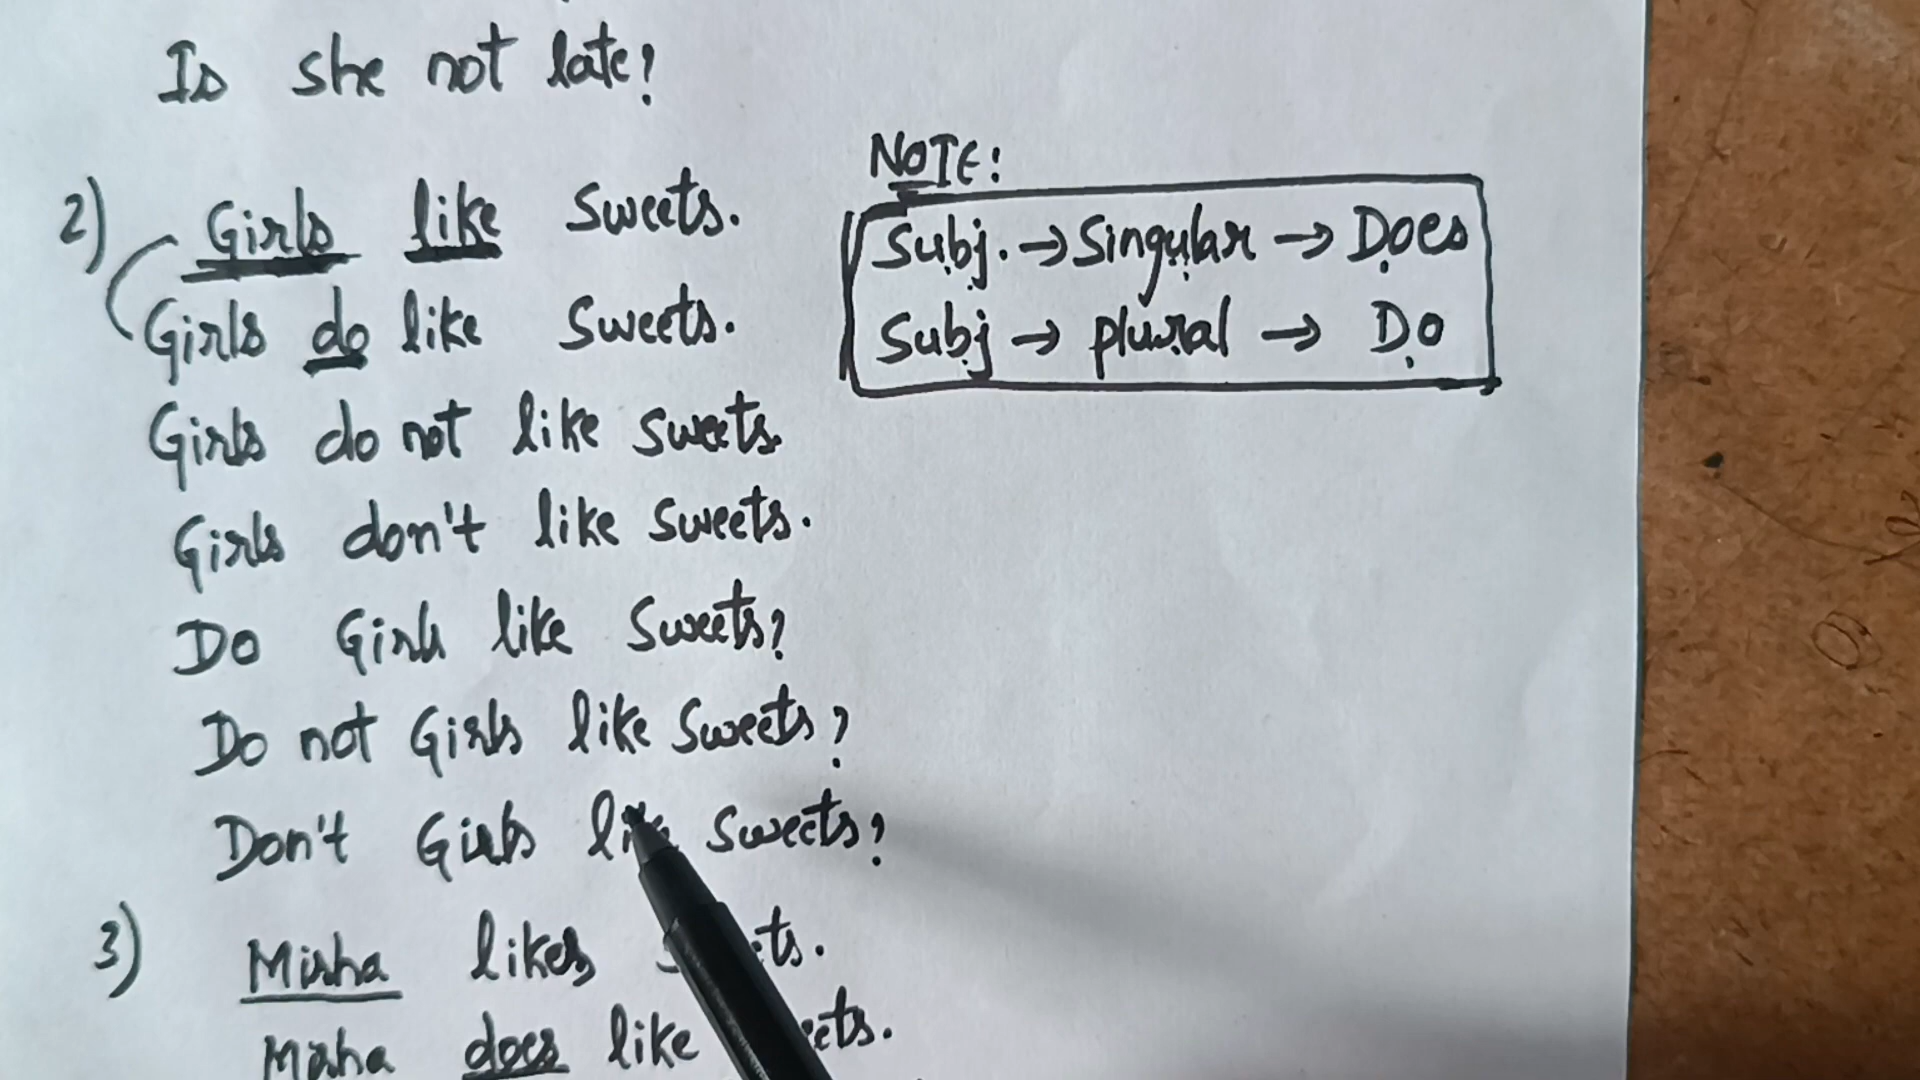 Is she not late?
NOTE:
Subj. → Singular → Does
Subj → plural → Do
2) Girls like Sweets.
Girls do like Sweets.
Girls do not like sweets.
Girls don't like sweets.
Do Girls like Sweets?
Do not Girls like Sweets?
Don't Girls like Sweets?
3) Misha likes
Misha does like